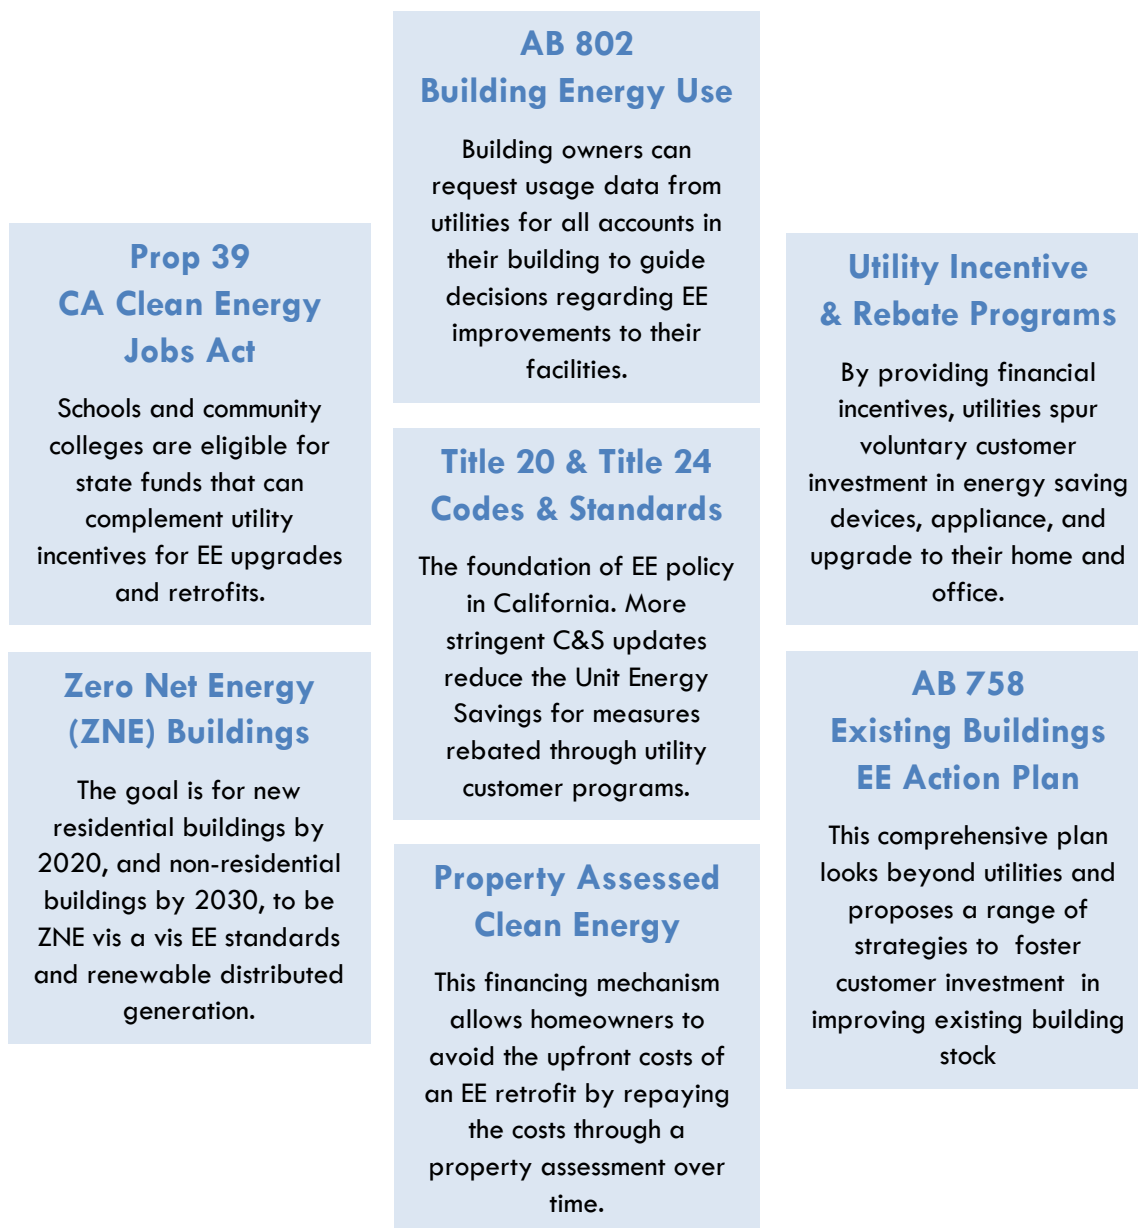 AB 802
Building Energy Use
Building owners can
request usage data from
utilities for all accounts in
their building to guide
decisions regarding EE
improvements to their
facilities.
Prop 39
CA Clean Energy
Jobs Act
Schools and community
colleges are eligible for
state funds that can
complement utility
incentives for EE upgrades
and retrofits.
Utility Incentive
& Rebate Programs
By providing financial
incentives, utilities spur
voluntary customer
investment in energy saving
devices, appliance, and
upgrade to their home and
office.
Title 20 & Title 24
Codes & Standards
The foundation of EE policy
in California. More
stringent C&S updates
reduce the Unit Energy
Savings for measures
rebated through utility
customer programs.
Zero Net Energy
(ZNE) Buildings
The goal is for new
residential buildings by
2020, and non-residential
buildings by 2030, to be
ZNE vis a vis EE standards
and renewable distributed
generation.
AB 758
Existing Buildings
EE Action Plan
This comprehensive plan
looks beyond utilities and
proposes a range of
strategies to  foster
customer investment  in
improving existing building
stock
Property Assessed
Clean Energy
This financing mechanism
allows homeowners to
avoid the upfront costs of
an EE retrofit by repaying
the costs through a
property assessment over
time.